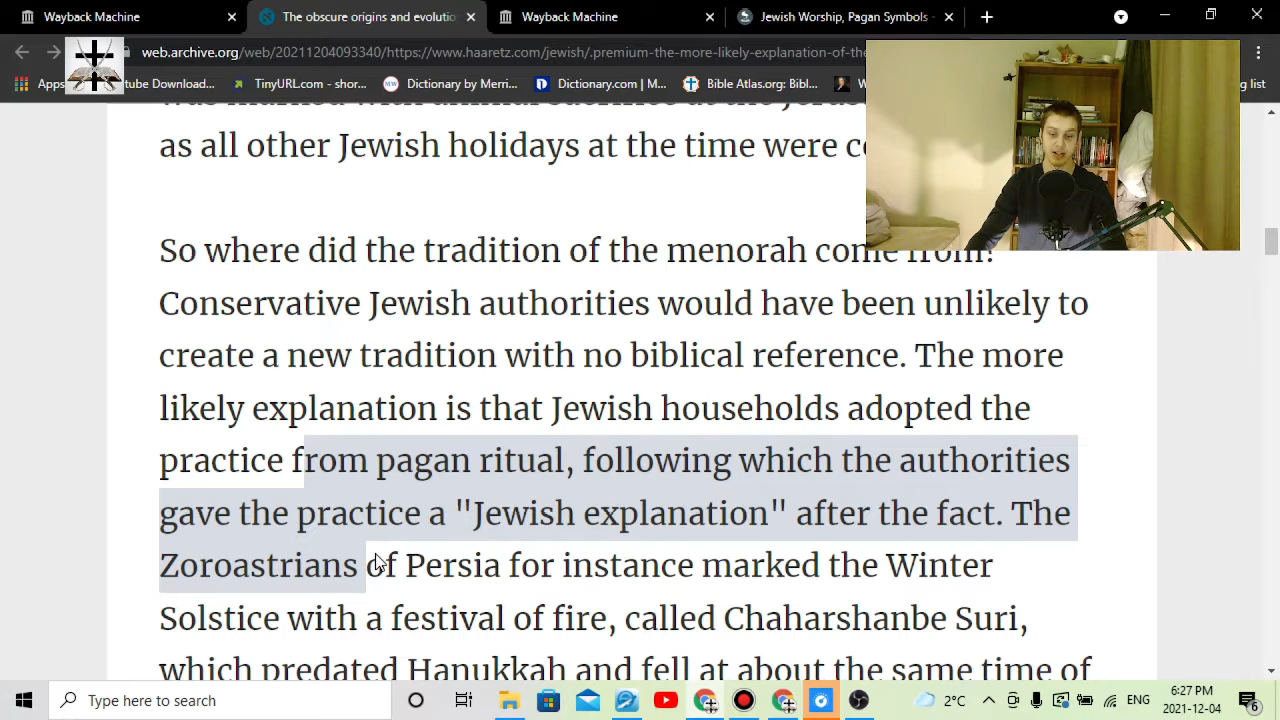 Wayback Machine
The obscure origins and evolutio
Wayback Machine
Jewish Worship, Pagan Symbols -
web.archive.org/web/20211204093340/https://www.haaretz.com/jewish/.premium-the-more-likely-explanation-of-the
Apps
tube Download...
TinyURL.com - shor...
Dictionary by Merri...
Dictionary.com | M...
Bible Atlas.org: Bibl...
as all other Jewish holidays at the time were
So where did the tradition of the menorah come from?
Conservative Jewish authorities would have been unlikely to
create a new tradition with no biblical reference. The more
likely explanation is that Jewish households adopted the
practice from pagan ritual, following which the authorities
gave the practice a "Jewish explanation" after the fact. The
Zoroastrians of Persia for instance marked the Winter
Solstice with a festival of fire, called Chaharshanbe Suri,
which predated Hanukkah and fell at about the same time of
Type here to search
2°C
ENG
6:27 PM
2021-12-04
6